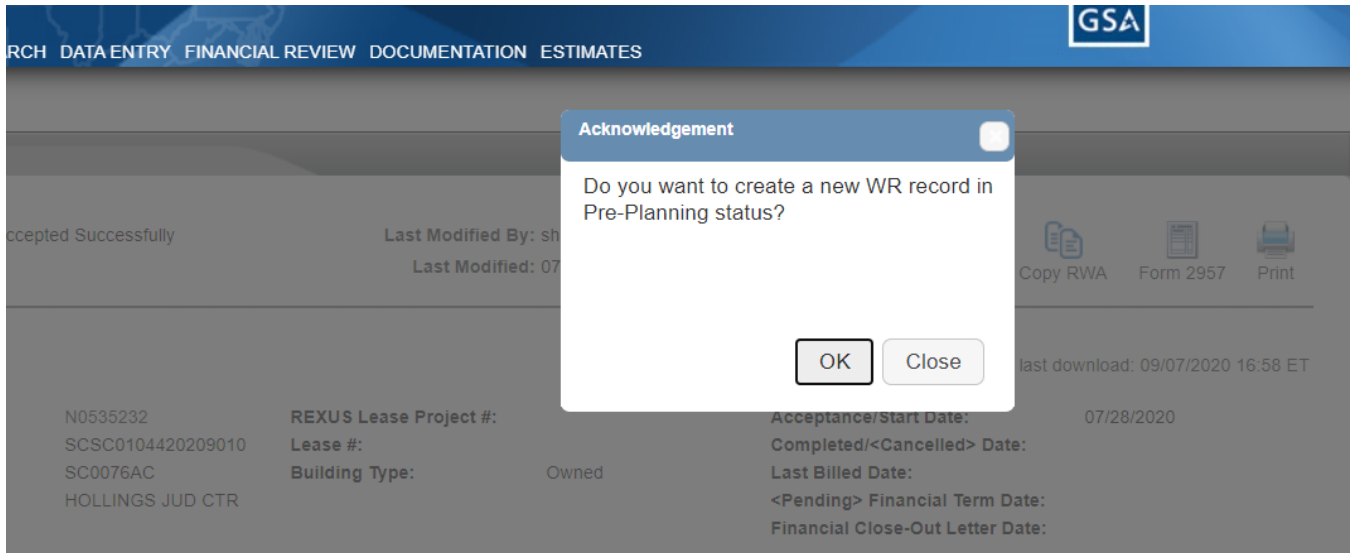 GSA
RCH DATA ENTRY FINANCIAL REVIEW DOCUMENTATION ESTIMATES
Acknowledgement
Do you want to create a new WR record in
Pre-Planning status?
OK Close
ccepted Successfully
Last Modified By: sh
Last Modified: 07
Copy RWA Form 2957 Print
last download: 09/07/2020 16:58 ET
N0535232 REXUS Lease Project #: Acceptance/Start Date: 07/28/2020
SCSC0104420209010 Lease #: Completed/<Cancelled> Date:
SC0076AC Building Type: Owned Last Billed Date:
HOLLINGS JUD CTR <Pending> Financial Term Date:
Financial Close-Out Letter Date: